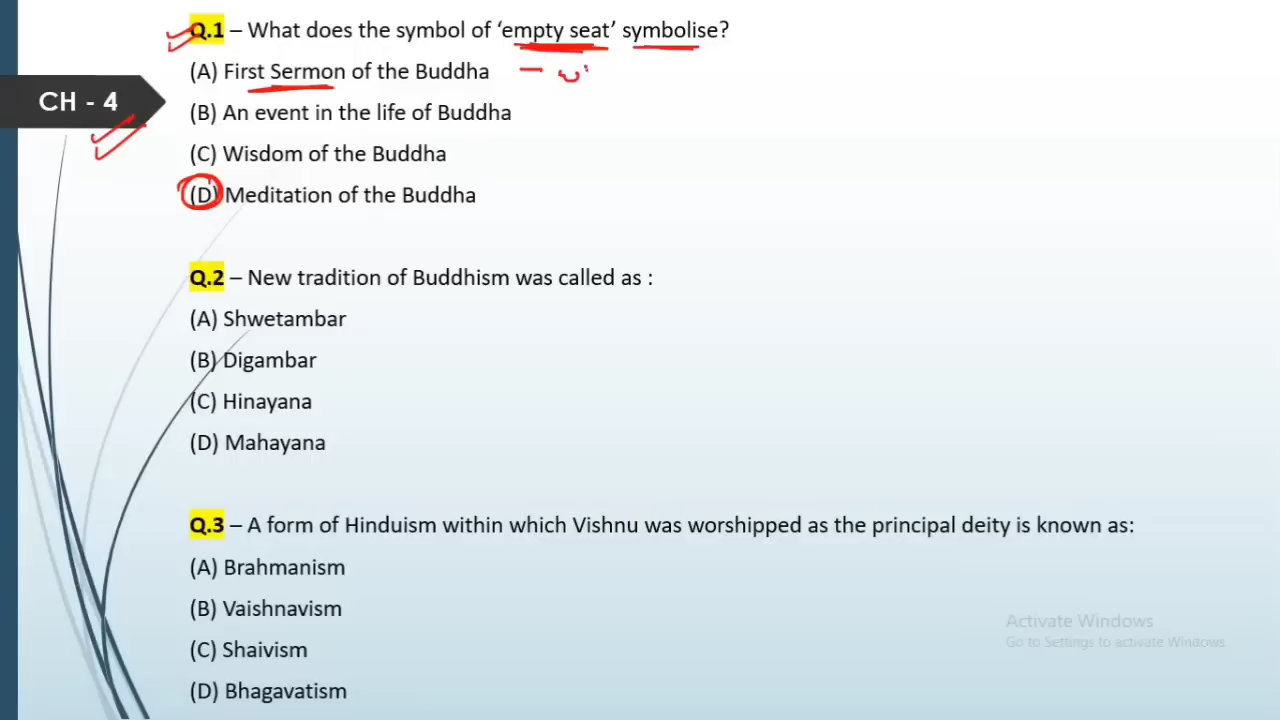 Q.1 – What does the symbol of ‘empty seat’ symbolise?
(A) First Sermon of the Buddha
(B) An event in the life of Buddha
(C) Wisdom of the Buddha
(D) Meditation of the Buddha
CH - 4
Q.2 – New tradition of Buddhism was called as :
(A) Shwetambar
(B) Digambar
(C) Hinayana
(D) Mahayana
Q.3 – A form of Hinduism within which Vishnu was worshipped as the principal deity is known as:
(A) Brahmanism
(B) Vaishnavism
(C) Shaivism
(D) Bhagavatism
Activate Windows
Go to Settings to activate Windows.